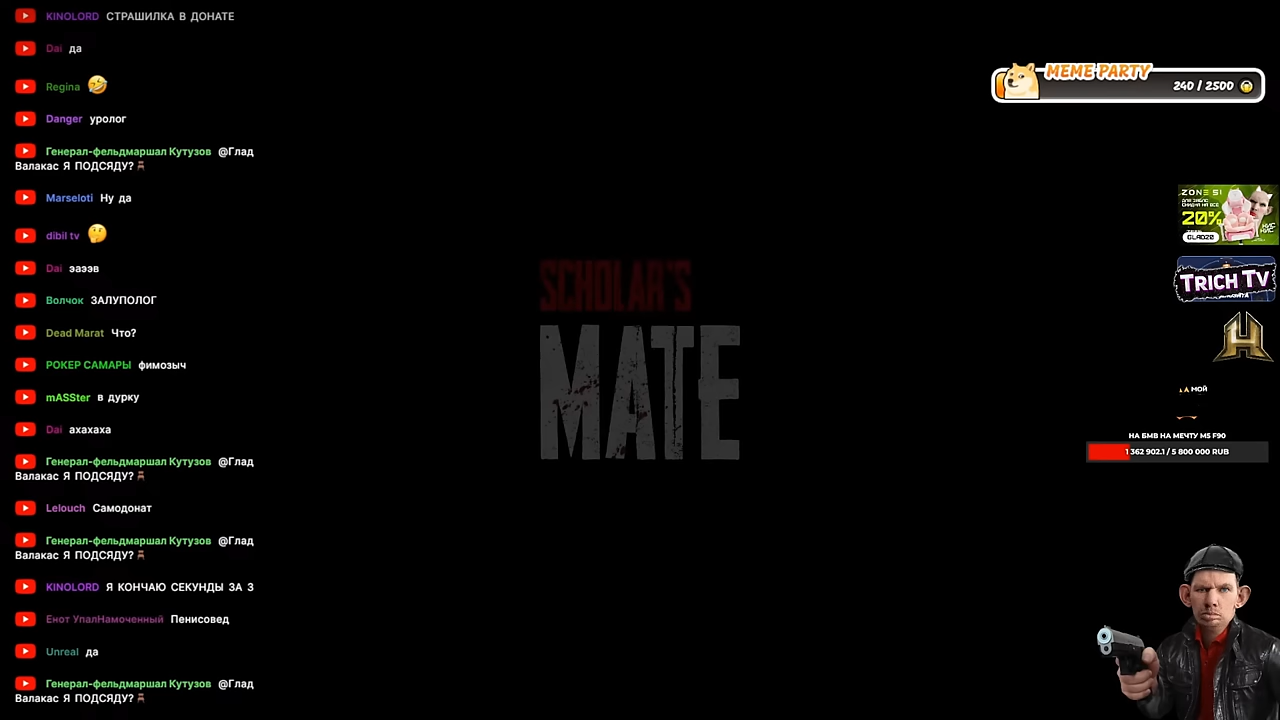 KINOLORD СТРАШИЛКА В ДОНАТЕ
Dai да
Regina
Danger уролог
Генерал-фельдмаршал Кутузов @Глад
Валакас Я ПОДСЯДУ?
Marseloti Ну да
dibil tv
Dai эаээв
Волчок ЗАЛУПОЛОГ
Dead Marat Что?
РОКЕР САМАРЫ фимозыч
mASSter в дурку
Dai ахахаха
Генерал-фельдмаршал Кутузов @Глад
Валакас Я ПОДСЯДУ?
Lelouch Самодонат
Генерал-фельдмаршал Кутузов @Глад
Валакас Я ПОДСЯДУ?
KINOLORD Я КОНЧАЮ СЕКУНДЫ ЗА 3
Енот УпалНамоченный Пенисовед
Unreal да
Генерал-фельдмаршал Кутузов @Глад
Валакас Я ПОДСЯДУ?
SCHOLAR'S
MATE
MEME PARTY
240 / 2500
ZONE 51
20%
TRICH TV
МОЙ
НА БМВ НА МЕЧТУ M5 F90
1 362 902.1 / 5 800 000 RUB